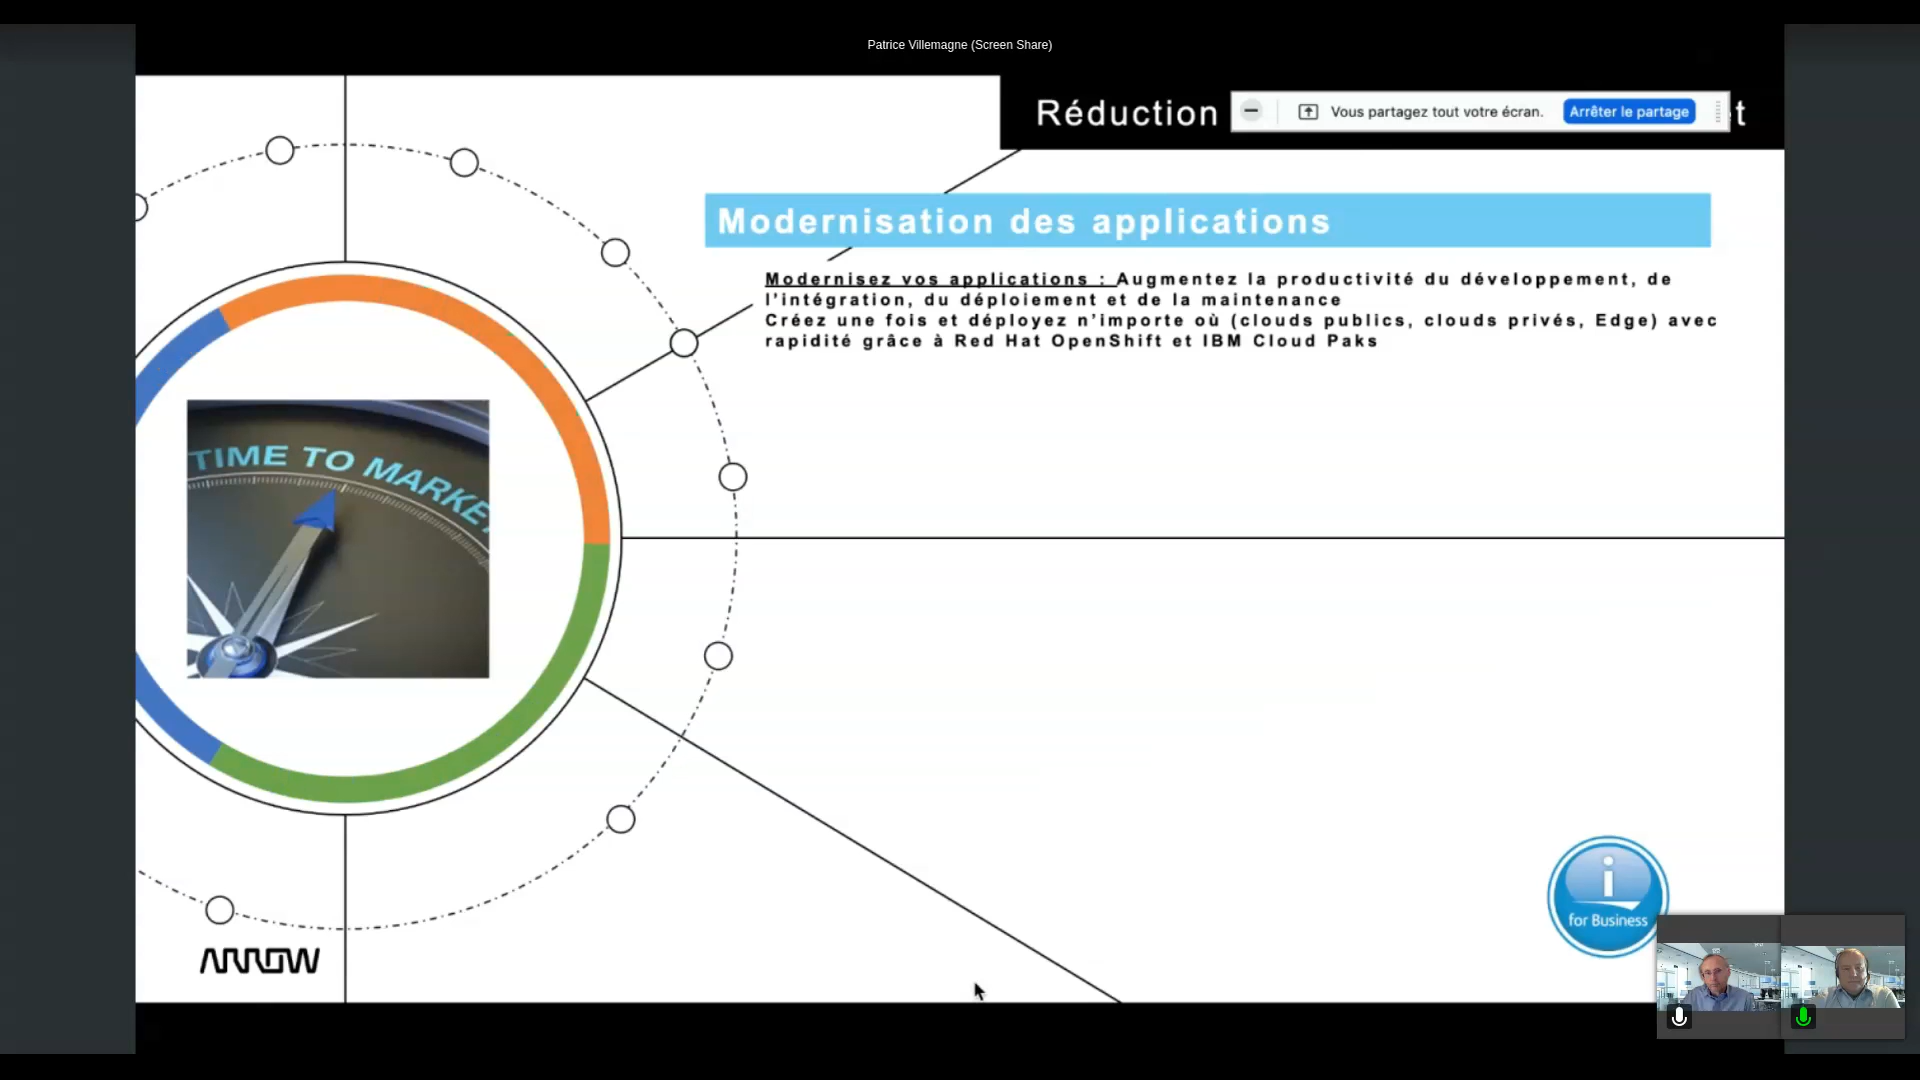 Patrice Villemagne (Screen Share)
Réduction
Vous partagez tout votre écran.
Arrêter le partage
t
Modernisation des applications
Modernisez vos applications : Augmentez la productivité du développement, de
l’intégration, du déploiement et de la maintenance
Créez une fois et déployez n’importe où (clouds publics, clouds privés, Edge) avec
rapidité grâce à Red Hat OpenShift et IBM Cloud Paks
TIME TO MARKE
i
for Business
ARROW